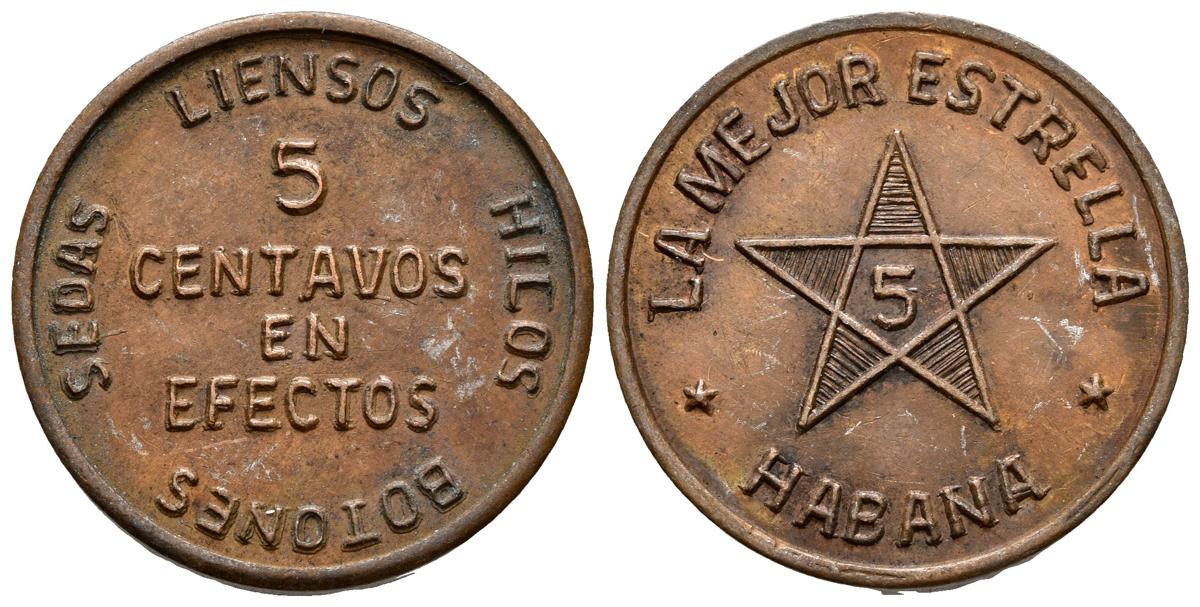 LIENSOS
HILOS
BOTONES
SEDAS
5
CENTAVOS
EN
EFECTOS
LA MEJOR ESTRELLA
5
HABANA